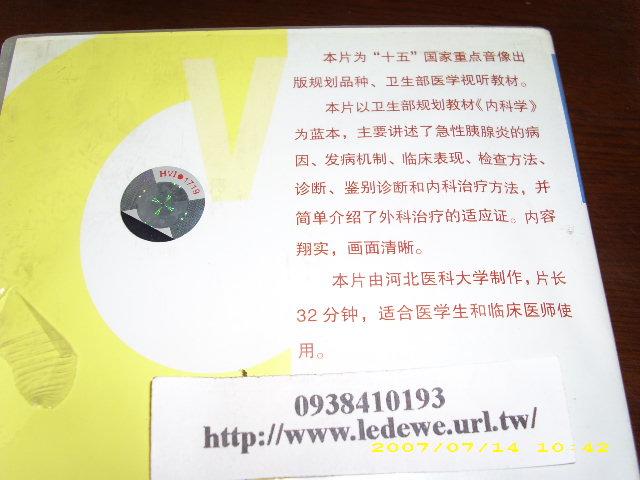 本片为“十五”国家重点音像出
版规划品种、卫生部医学视听教材。
本片以卫生部规划教材《内科学》
为蓝本，主要讲述了急性胰腺炎的病
因、发病机制、临床表现、检查方法、
诊断、鉴别诊断和内科治疗方法，并
简单介绍了外科治疗的适应证。内容
翔实，画面清晰。
本片由河北医科大学制作，片长
32分钟，适合医学生和临床医师使
用。
V
HVI●1719
0938410193
http://www.ledewe.url.tw/
2007/07/14 10:42